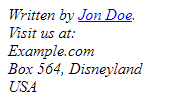 Written by Jon Doe.
Visit us at:
Example.com
Box 564, Disneyland
USA